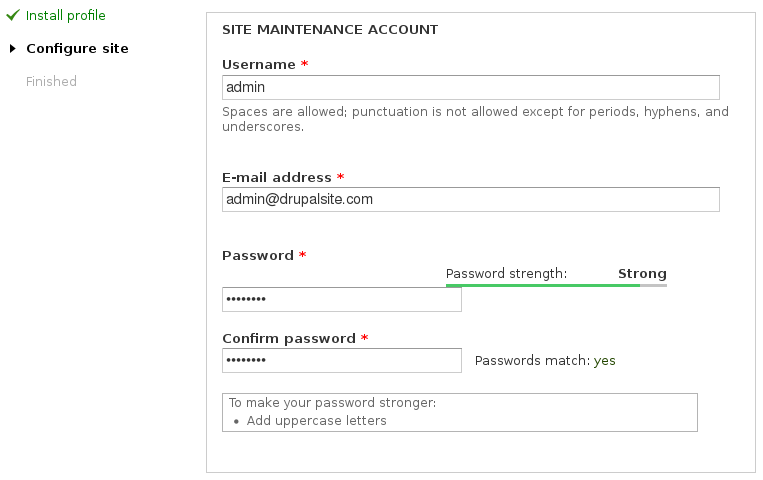 Install profile
Configure site
Finished
SITE MAINTENANCE ACCOUNT
Username *
admin
Spaces are allowed; punctuation is not allowed except for periods, hyphens, and
underscores.
E-mail address *
admin@drupalsite.com
Password *
Password strength: Strong
••••••••
Confirm password *
•••••••• Passwords match: yes
To make your password stronger:
• Add uppercase letters